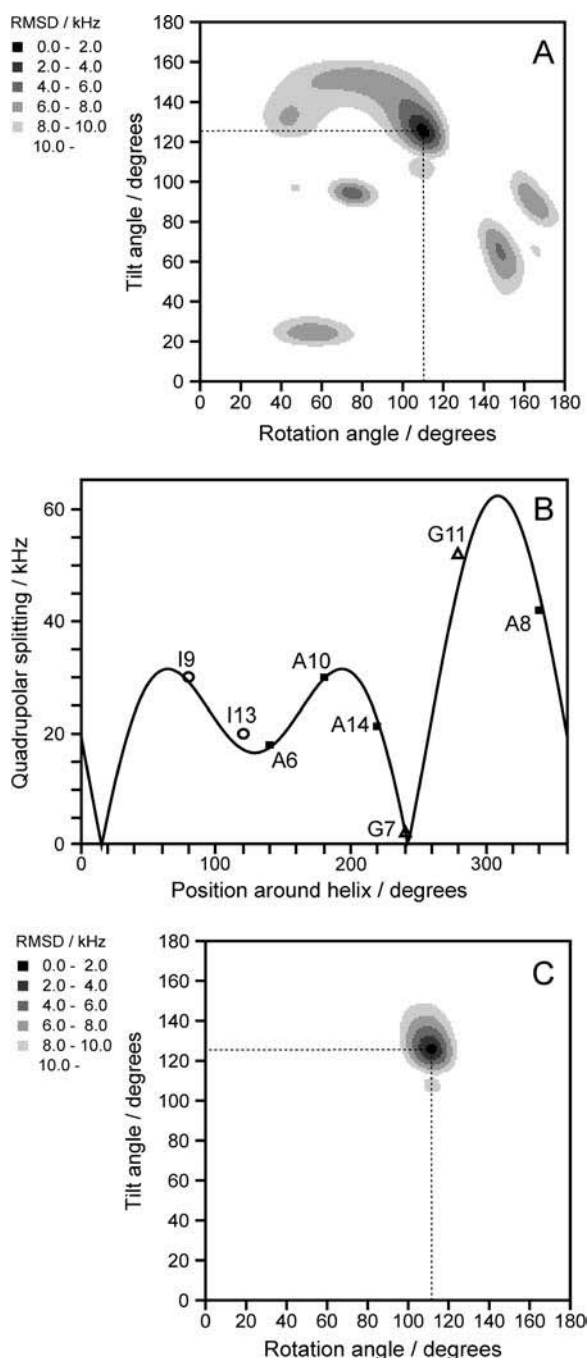 RMSD / kHz
0.0 - 2.0
2.0 - 4.0
4.0 - 6.0
6.0 - 8.0
8.0 - 10.0
10.0 -
A
Tilt angle / degrees
180
160
140
120
100
80
60
40
20
0
0 20 40 60 80 100 120 140 160 180
Rotation angle / degrees
B
Quadrupolar splitting / kHz
60
40
20
0
G11
I9
A10
A8
I13
A14
A6
G7
0 100 200 300
Position around helix / degrees
RMSD / kHz
0.0 - 2.0
2.0 - 4.0
4.0 - 6.0
6.0 - 8.0
8.0 - 10.0
10.0 -
C
Tilt angle / degrees
180
160
140
120
100
80
60
40
20
0
0 20 40 60 80 100 120 140 160 180
Rotation angle / degrees